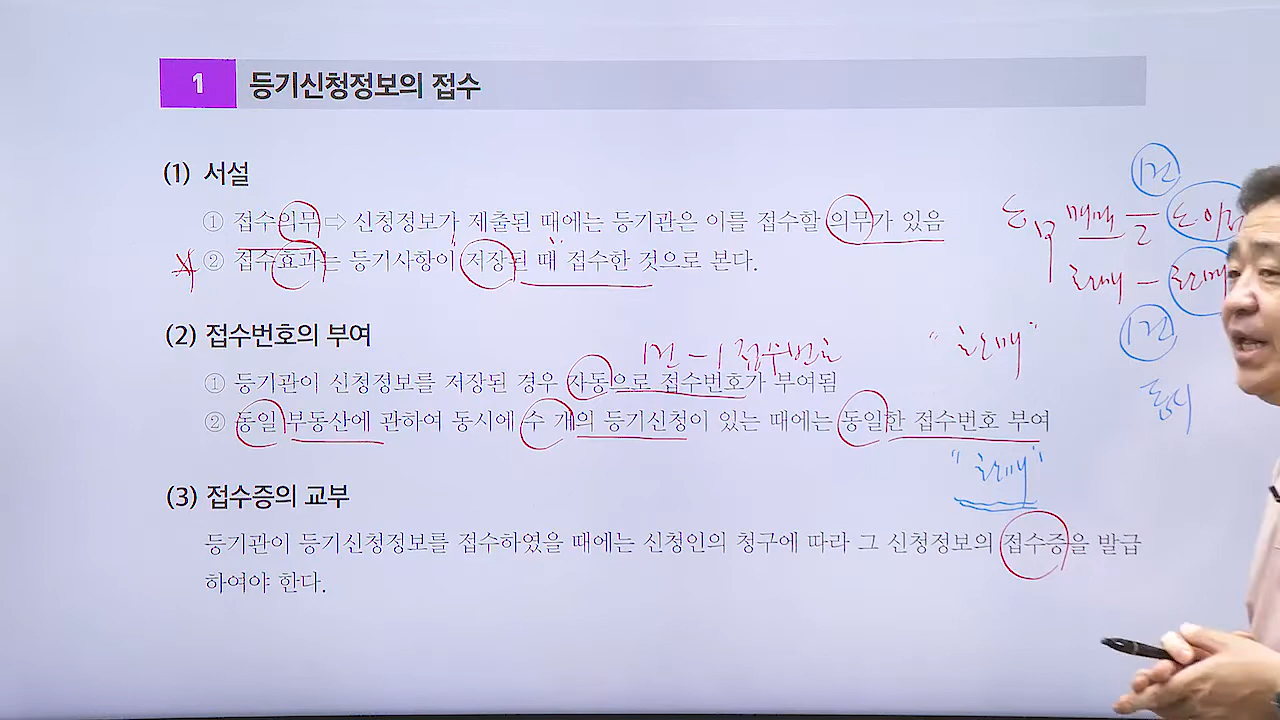 1 등기신청정보의 접수
(1) 서설
① 접수의무 ⇨ 신청정보가 제출된 때에는 등기관은 이를 접수할 의무가 있음
② 접수효과는 등기사항이 저장된 때 접수한 것으로 본다.
(2) 접수번호의 부여
1건 - 1접수번호
① 등기관이 신청정보를 저장된 경우 자동으로 접수번호가 부여됨
② 동일 부동산에 관하여 동시에 수 개의 등기신청이 있는 때에는 동일한 접수번호 부여
(3) 접수증의 교부
등기관이 등기신청정보를 접수하였을 때에는 신청인의 청구에 따라 그 신청정보의 접수증을 발급
하여야 한다.
1건
매매
1건
동시
"환매"
"환매"